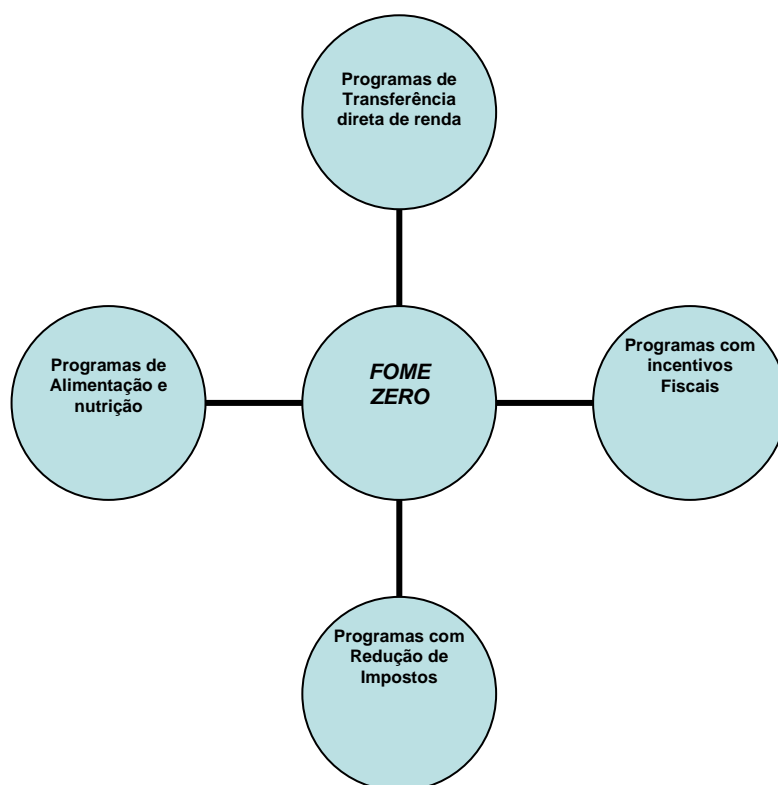 Programas de
Transferência
direta de renda
Programas de
Alimentação e
nutrição
FOME
ZERO
Programas com
incentivos
Fiscais
Programas com
Redução de
Impostos